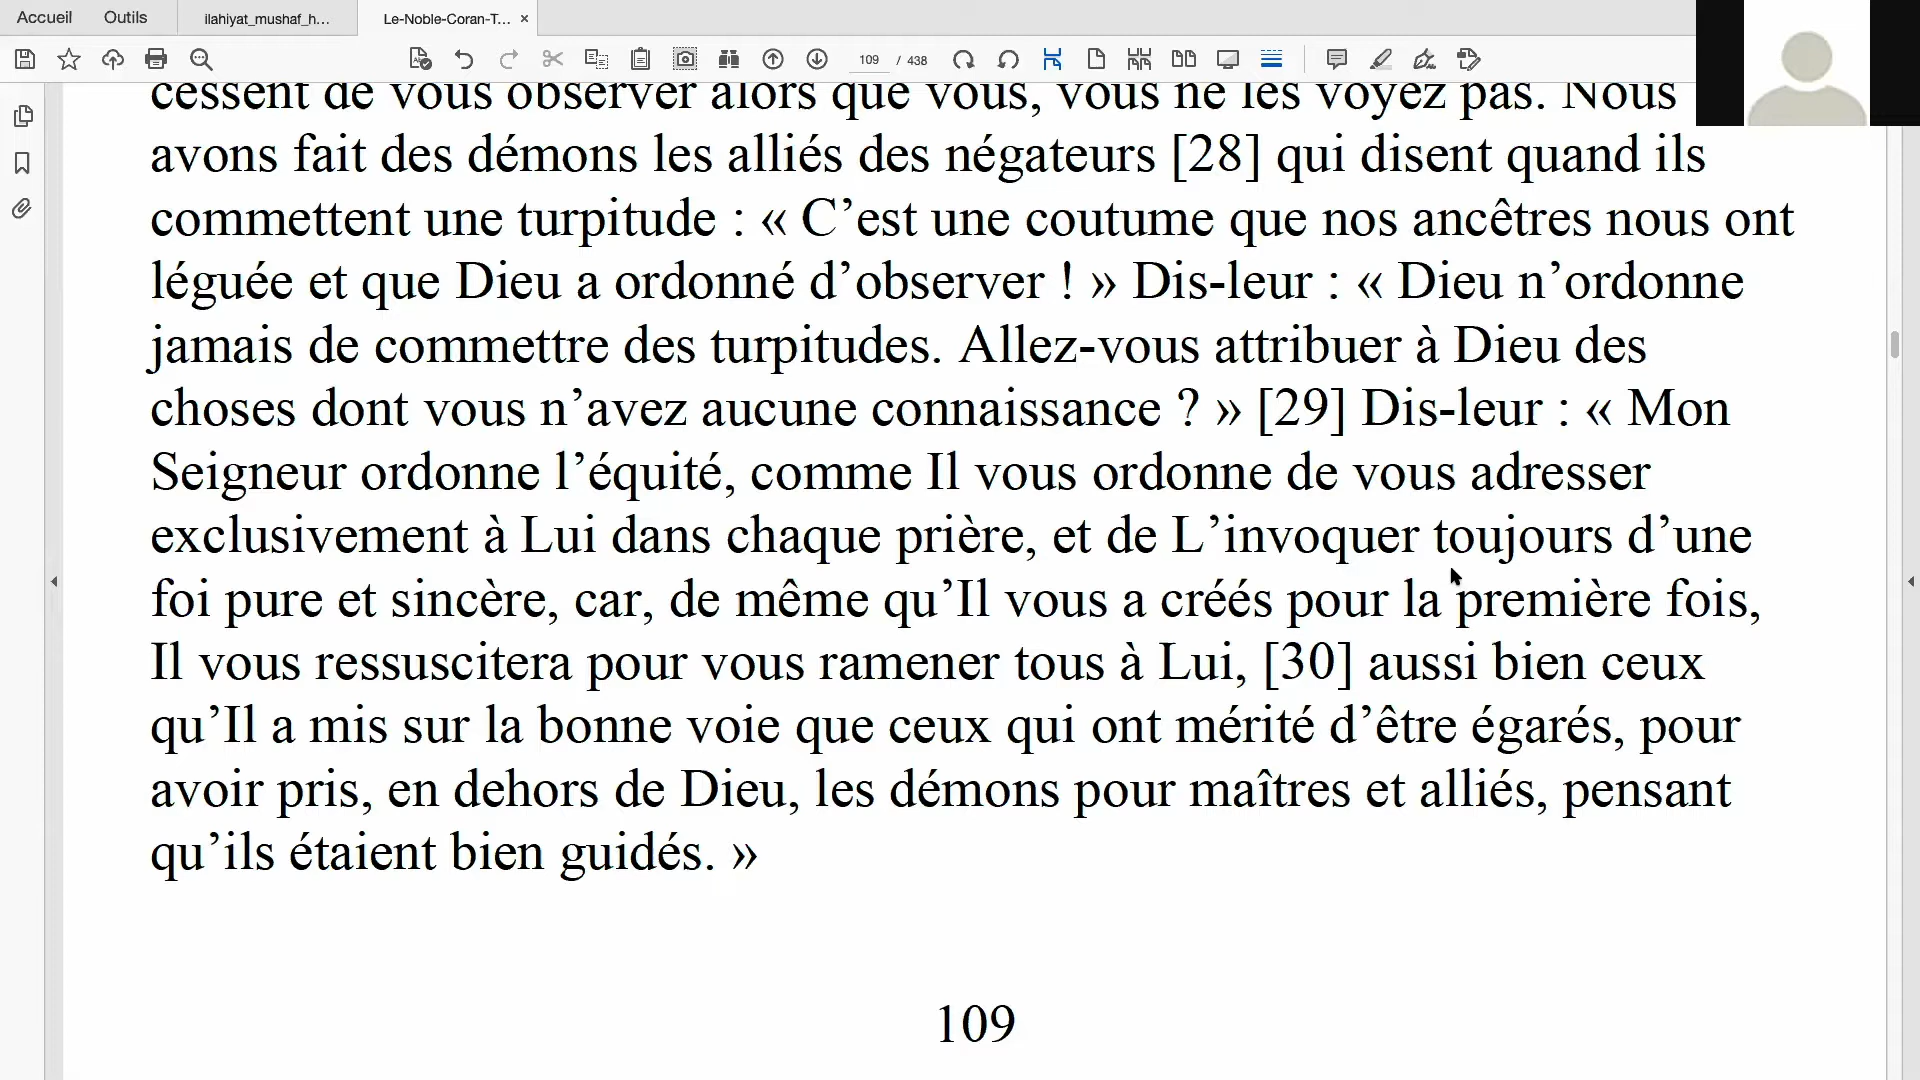 Accueil Outils ilahiyat_mushaf_h... Le-Noble-Coran-T... ×
109 / 438
cessent de vous observer alors que vous, vous ne les voyez pas. Nous
avons fait des démons les alliés des négateurs [28] qui disent quand ils
commettent une turpitude : « C’est une coutume que nos ancêtres nous ont
léguée et que Dieu a ordonné d’observer ! » Dis-leur : « Dieu n’ordonne
jamais de commettre des turpitudes. Allez-vous attribuer à Dieu des
choses dont vous n’avez aucune connaissance ? » [29] Dis-leur : « Mon
Seigneur ordonne l’équité, comme Il vous ordonne de vous adresser
exclusivement à Lui dans chaque prière, et de L’invoquer toujours d’une
foi pure et sincère, car, de même qu’Il vous a créés pour la première fois,
Il vous ressuscitera pour vous ramener tous à Lui, [30] aussi bien ceux
qu’Il a mis sur la bonne voie que ceux qui ont mérité d’être égarés, pour
avoir pris, en dehors de Dieu, les démons pour maîtres et alliés, pensant
qu’ils étaient bien guidés. »
109